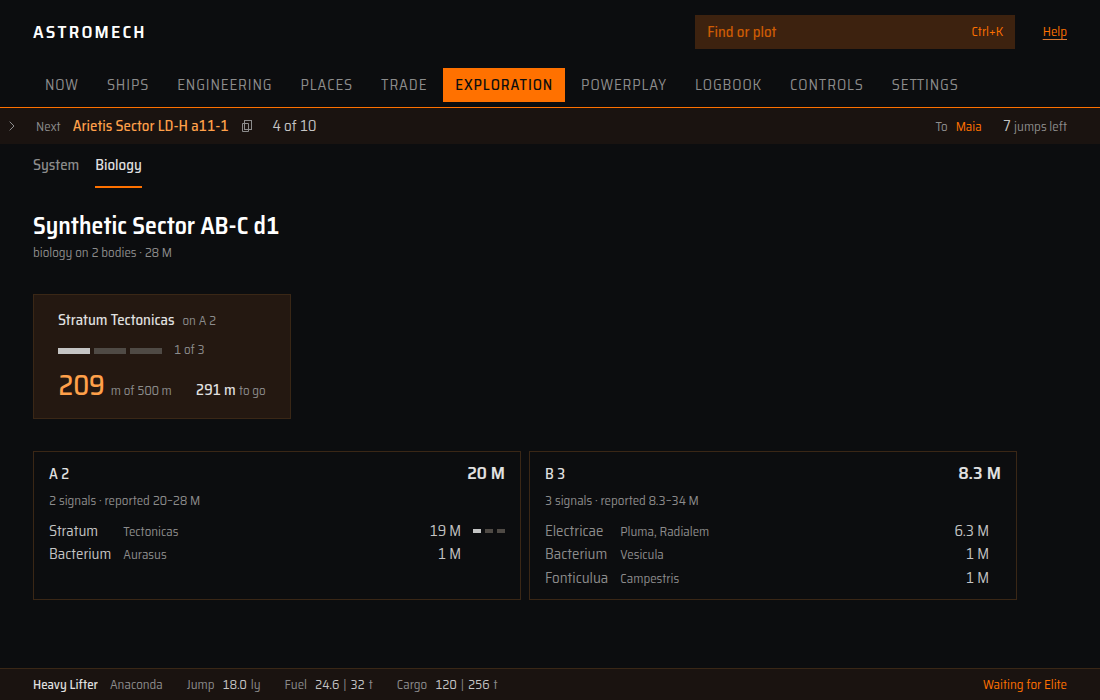 ASTROMECH
Find or plot Ctrl+K
Help
NOW SHIPS ENGINEERING PLACES TRADE EXPLORATION POWERPLAY LOGBOOK CONTROLS SETTINGS
Next Arietis Sector LD-H a11-1 4 of 10 To Maia 7 jumps left
System Biology
Synthetic Sector AB-C d1
biology on 2 bodies · 28 M
Stratum Tectonicas on A 2
1 of 3
209 m of 500 m 291 m to go
A 2 20 M
2 signals · reported 20–28 M
Stratum Tectonicas 19 M
Bacterium Aurasus 1 M
B 3 8.3 M
3 signals · reported 8.3–34 M
Electricae Pluma, Radialem 6.3 M
Bacterium Vesicula 1 M
Fonticulua Campestris 1 M
Heavy Lifter Anaconda Jump 18.0 ly Fuel 24.6 | 32 t Cargo 120 | 256 t Waiting for Elite